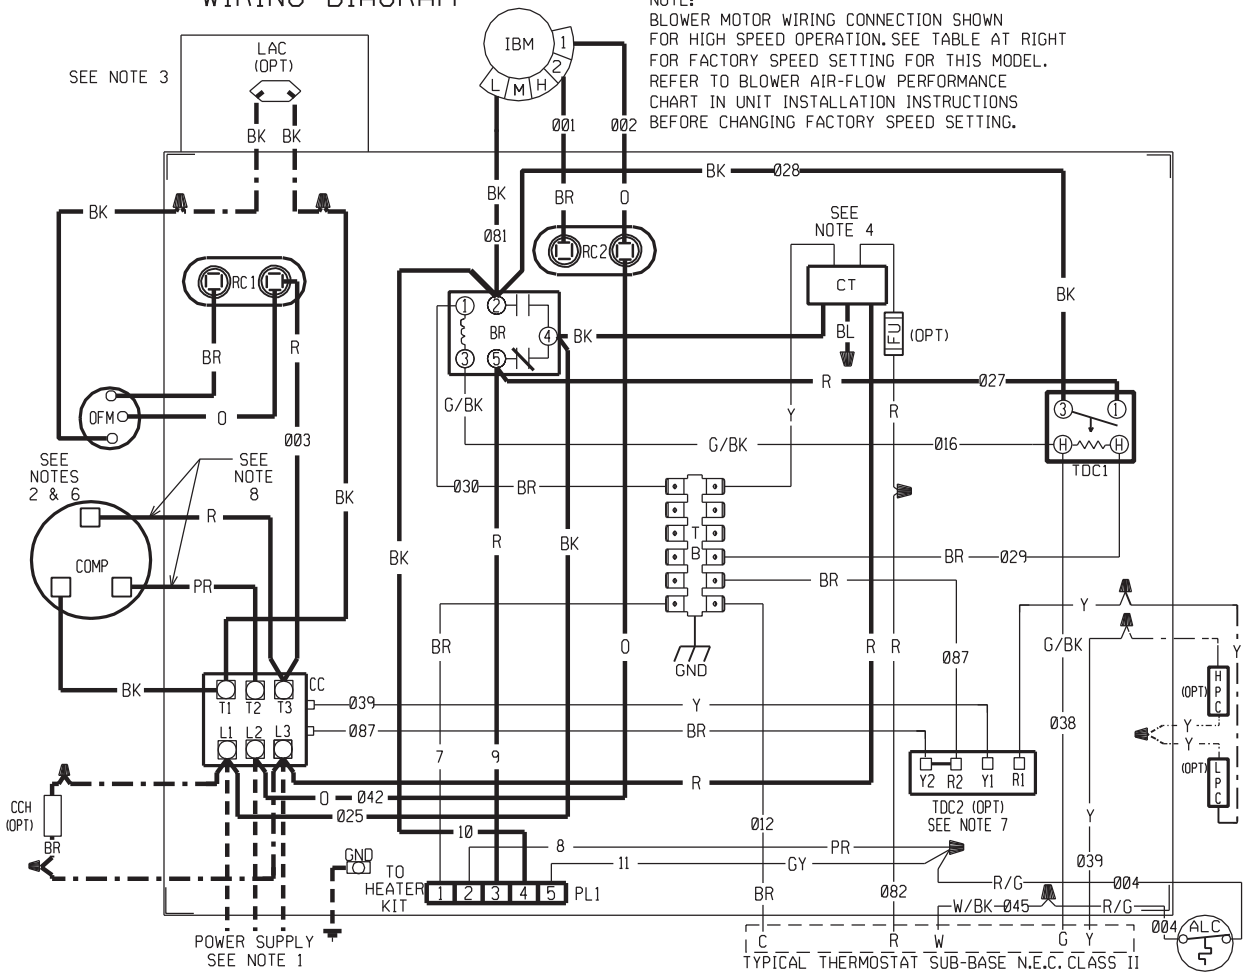 WIRING DIAGRAM
NOTE:
BLOWER MOTOR WIRING CONNECTION SHOWN
FOR HIGH SPEED OPERATION. SEE TABLE AT RIGHT
FOR FACTORY SPEED SETTING FOR THIS MODEL.
REFER TO BLOWER AIR-FLOW PERFORMANCE
CHART IN UNIT INSTALLATION INSTRUCTIONS
BEFORE CHANGING FACTORY SPEED SETTING.
IBM
1
2
L M H
LAC
(OPT)
SEE NOTE 3
BK BK
001 002
BK 028
BK BR O
BK
081
SEE
NOTE 4
RC1
RC2
CT
BK
1 2
BR
4 BK
3 5
BL
FU (OPT)
R
BR
R 027
OFM
O
G/BK
Y
R
3 1
003
G/BK 016
H H
TDC1
SEE
NOTES
2 & 6
SEE
NOTE
8
030 BR
BK
R
T
B
COMP
BK
R
BK
BR 029
PR
BR
Y
BR
O
GND
R R
087
G/BK
Y
BK
CC
T1 T2 T3
039 Y
HPC
(OPT)
L1 L2 L3
087 BR
038
Y
Y
7 9
Y2 R2 Y1 R1
LPC
(OPT)
R
TDC2 (OPT)
SEE NOTE 7
CCH
(OPT)
O 042
025
012
Y
BR
10
8 PR
GND
11 GY
039
TO
HEATER
KIT
1 2 3 4 5 PL1
BR
082
R/G 004
W/BK 045 R/G
004 ALC
POWER SUPPLY
SEE NOTE 1
C R W G Y
TYPICAL THERMOSTAT SUB-BASE N.E.C. CLASS II